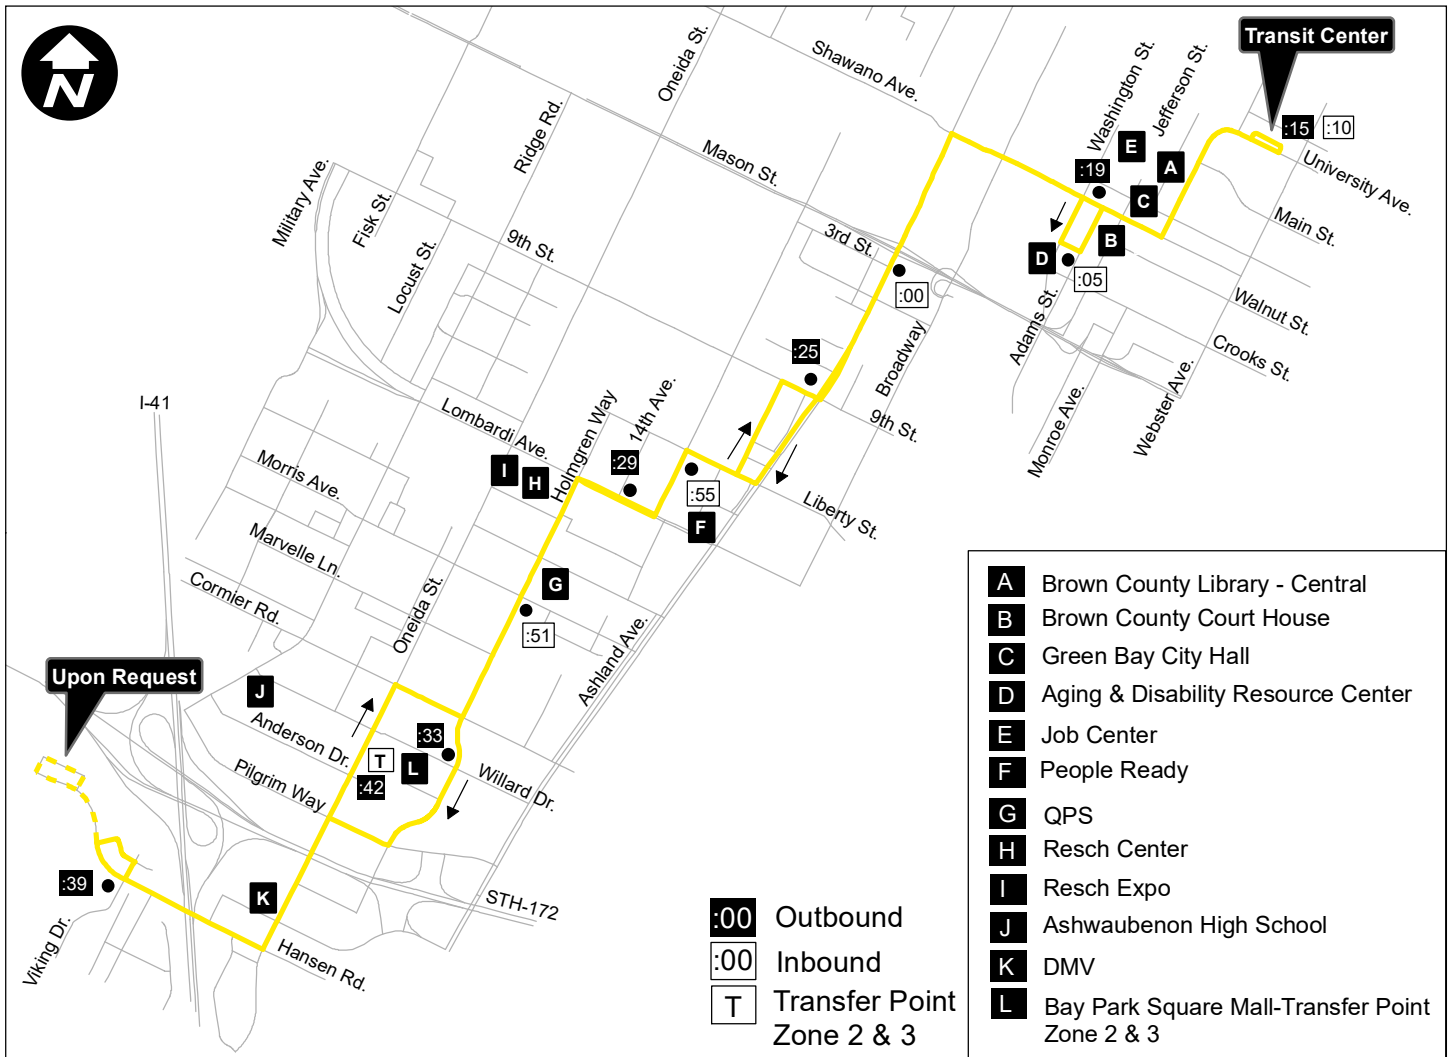 N
Transit Center
:15
:10
University Ave.
Main St.
Walnut St.
Crooks St.
Shawano Ave.
Washington St.
Jefferson St.
E
A
:19
C
B
D
:05
Adams St.
Monroe Ave.
Webster Ave.
Oneida St.
Ridge Rd.
Mason St.
3rd St.
:00
Broadway
Military Ave.
Fisk St.
Locust St.
9th St.
:25
9th St.
I-41
Lombardi Ave.
Holmgren Way
14th Ave.
:29
I
H
:55
F
Liberty St.
Morris Ave.
Marvelle Ln.
Cormier Rd.
Oneida St.
G
:51
Ashland Ave.
Upon Request
J
Anderson Dr.
Pilgrim Way
:33
T
L
:42
Willard Dr.
:39
K
STH-172
Viking Dr.
Hansen Rd.
:00 Outbound
:00 Inbound
T Transfer Point
Zone 2 & 3
A Brown County Library - Central
B Brown County Court House
C Green Bay City Hall
D Aging & Disability Resource Center
E Job Center
F People Ready
G QPS
H Resch Center
I Resch Expo
J Ashwaubenon High School
K DMV
L Bay Park Square Mall-Transfer Point
Zone 2 & 3